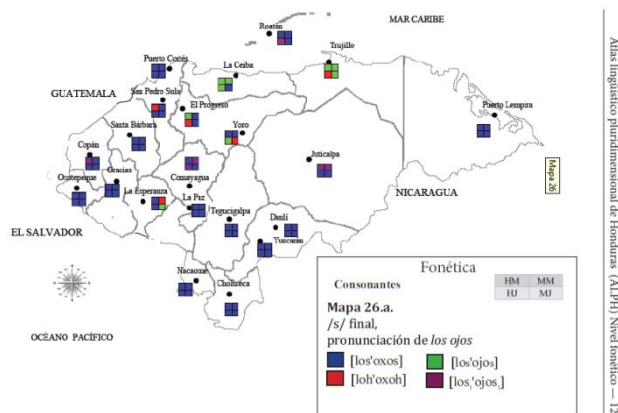 Roatán
MAR CARIBE
Trujillo
Puerto Cortés
La Ceiba
GUATEMALA
San Pedro Sula
El Progreso
Puerto Lempira
Santa Bárbara
Yoro
Copán
Juticalpa
Mapa 26
Gracias
Ocotepeque
Comayagua
La Esperanza
La Paz
NICARAGUA
Tegucigalpa
Danlí
EL SALVADOR
Yuscarán
Nacaome
Choluteca
OCÉANO PACÍFICO
Fonética
Consonantes
HM MM
HJ MJ
Mapa 26.a.
/s/ final,
pronunciación de los ojos
[los'oxos] [los'ojos]
[loh'oxoh]
Atlas lingüístico pluridimensional de Honduras (ALPH) Nivel fonético — 12